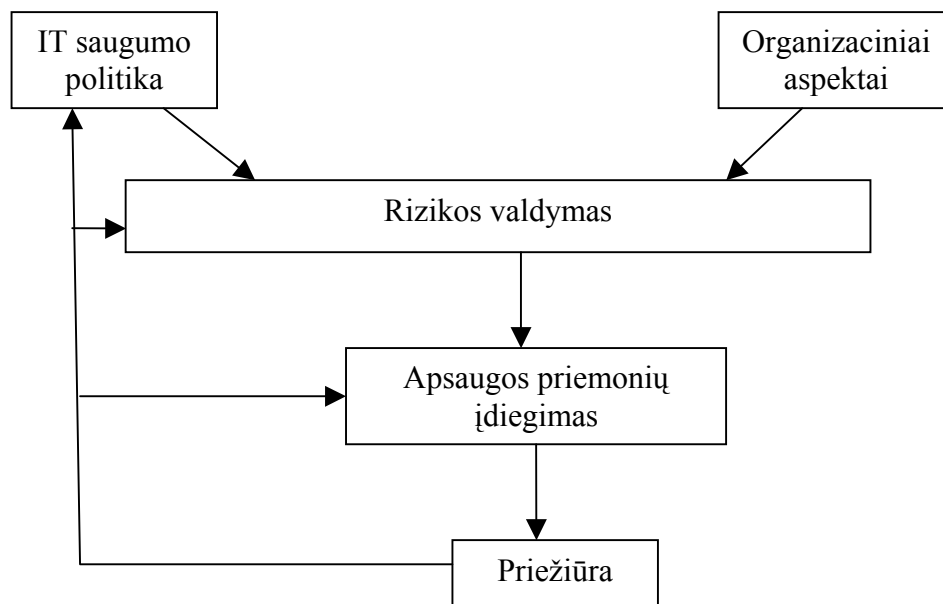 IT saugumo
politika
Organizaciniai
aspektai
Rizikos valdymas
Apsaugos priemonių
įdiegimas
Priežiūra